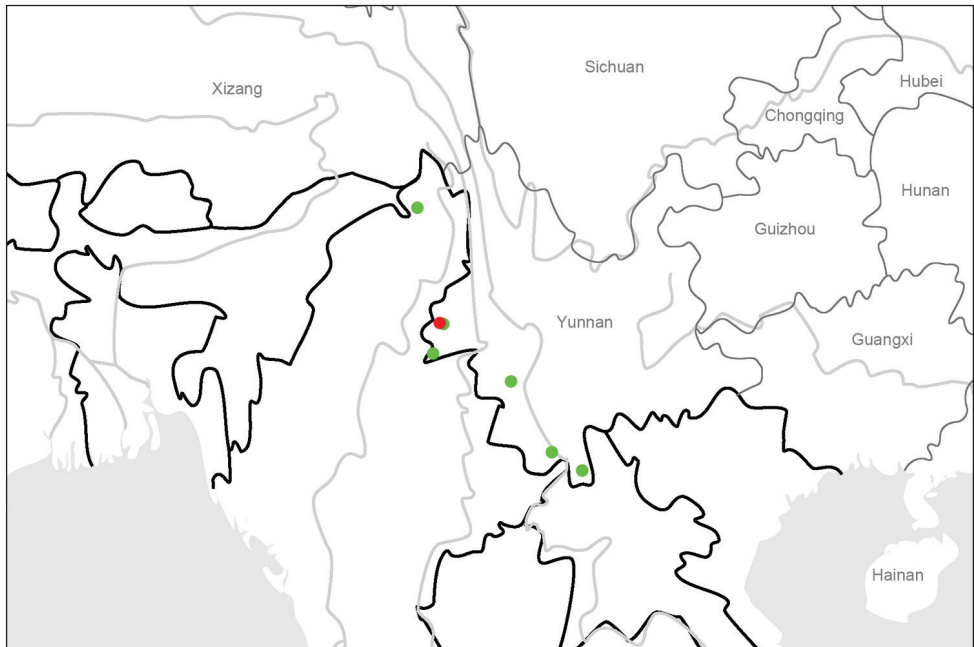 Sichuan
Xizang
Hubei
Chongqing
Hunan
Guizhou
Yunnan
Guangxi
Hainan